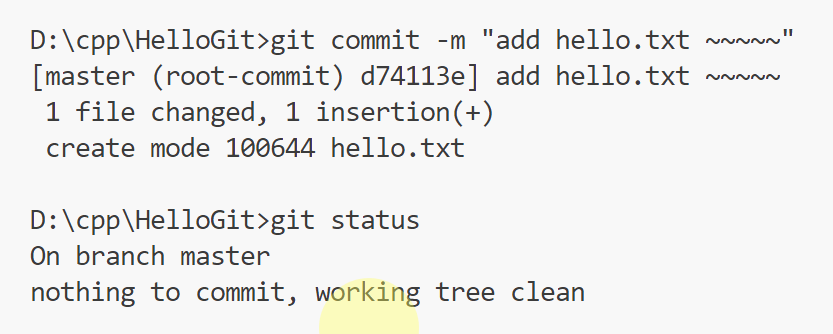 D:\cpp\HelloGit>git commit -m "add hello.txt ~~~~~"
[master (root-commit) d74113e] add hello.txt ~~~~~
 1 file changed, 1 insertion(+)
 create mode 100644 hello.txt

D:\cpp\HelloGit>git status
On branch master
nothing to commit, working tree clean